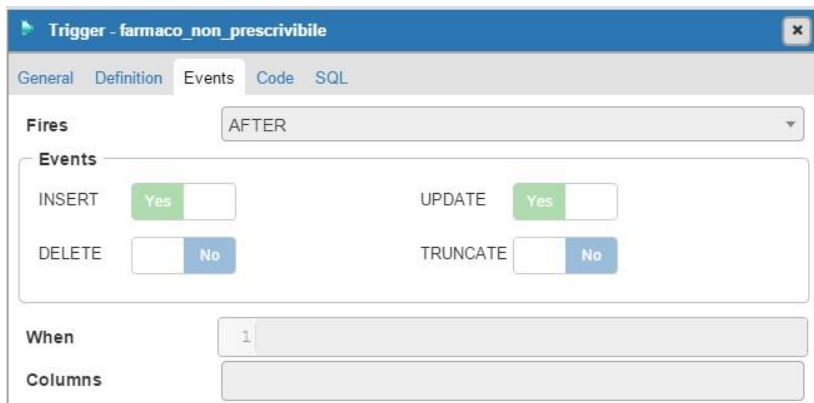 Trigger - farmaco_non_prescrivibile
General Definition Events Code SQL
Fires AFTER
Events
INSERT Yes UPDATE Yes
DELETE No TRUNCATE No
When 1
Columns